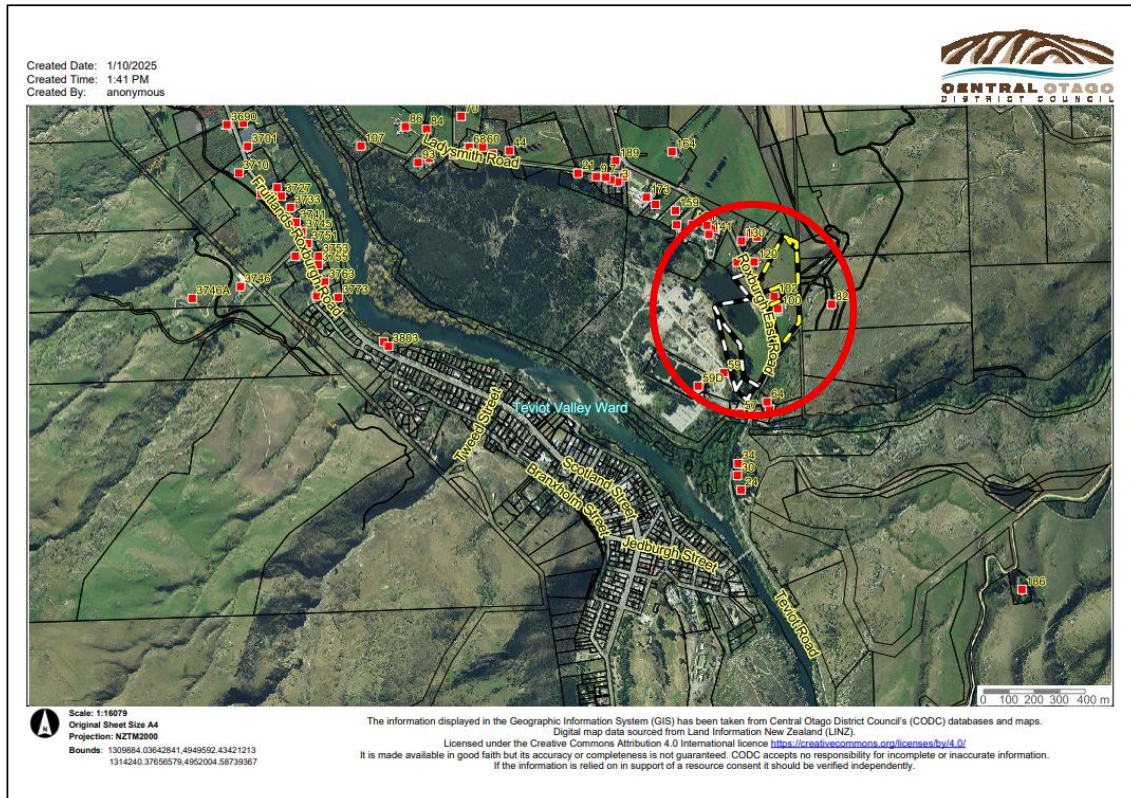 Created Date: 1/10/2025
Created Time: 1:41 PM
Created By: anonymous
CENTRAL OTAGO
DISTRICT COUNCIL
3690
3701
3710
3727
3733
3741
3745
3751
3753
3763
3773
3746
3746A
3803
Fruitlands-Roxburgh Road
107
86
84
70
93
6860
44
Ladysmith Road
21
9
189
164
173
159
141
130
120
102
100
82
Roxburgh East Road
59
59D
57
64
34
30
24
186
Teviot Valley Ward
Tweed Street
Scotland Street
Branxholm Street
Jedburgh Street
Teviot Road
0 100 200 400 m
Scale: 1:16079
Original Sheet Size A4
Projection: NZTM2000
Bounds: 1309884.03642841,4949592.43421213
1314240.37656579,4952004.58739367
The information displayed in the Geographic Information System (GIS) has been taken from Central Otago District Council's (CODC) databases and maps.
Digital map data sourced from Land Information New Zealand (LINZ).
Licensed under the Creative Commons Attribution 4.0 International licence https://creativecommons.org/licenses/by/4.0/
It is made available in good faith but its accuracy or completeness is not guaranteed. CODC accepts no responsibility for incomplete or inaccurate information.
If the information is relied on in support of a resource consent it should be verified independently.